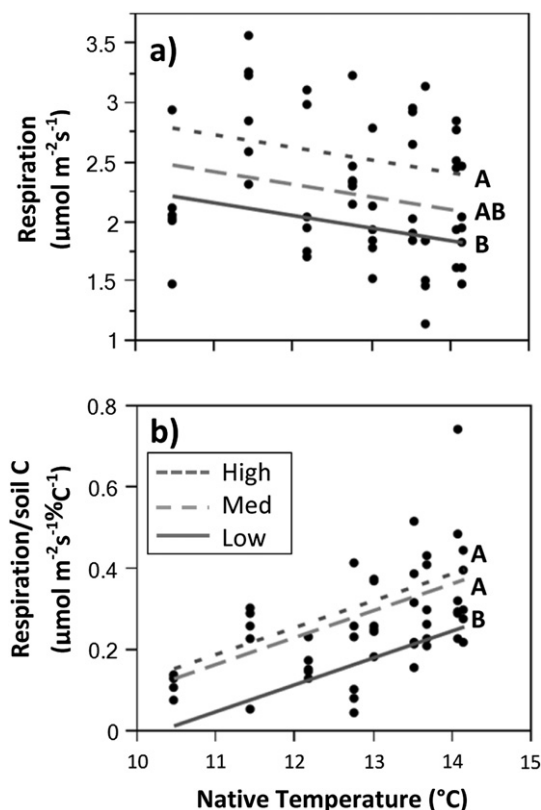 a)
3.5
3
2.5
2
1.5
1
Respiration
(µmol m⁻²s⁻¹)
A
AB
B
b)
0.8
0.6
0.4
0.2
0
Respiration/soil C
(µmol m⁻²s⁻¹%C⁻¹)
High
Med
Low
A
A
B
10
11
12
13
14
15
Native Temperature (°C)